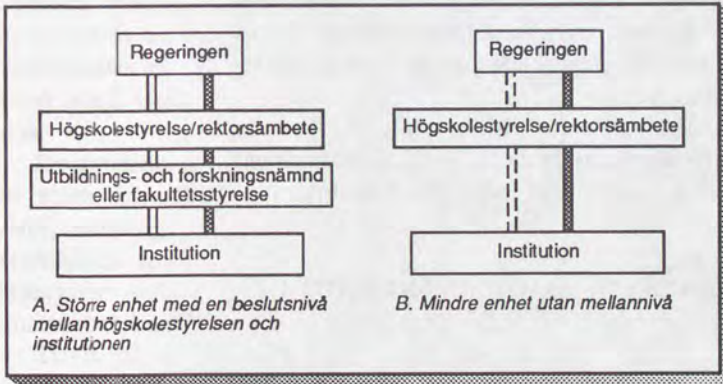 Regeringen
Högskolestyrelse/rektorsämbete
Utbildnings- och forskningsnämnd
eller fakultetsstyrelse
Institution
A. Större enhet med en beslutsnivå
mellan högskolestyrelsen och
institutionen
Regeringen
Högskolestyrelse/rektorsämbete
Institution
B. Mindre enhet utan mellannivå